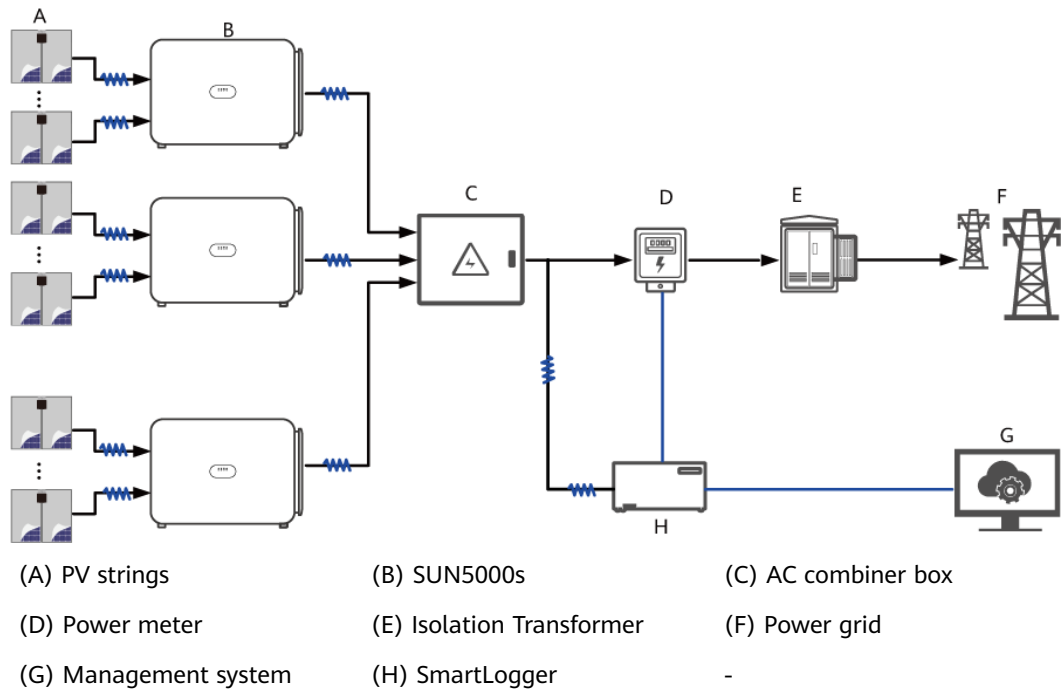 A
B
C
D
E
F
G
H
(A) PV strings (B) SUN5000s (C) AC combiner box
(D) Power meter (E) Isolation Transformer (F) Power grid
(G) Management system (H) SmartLogger -